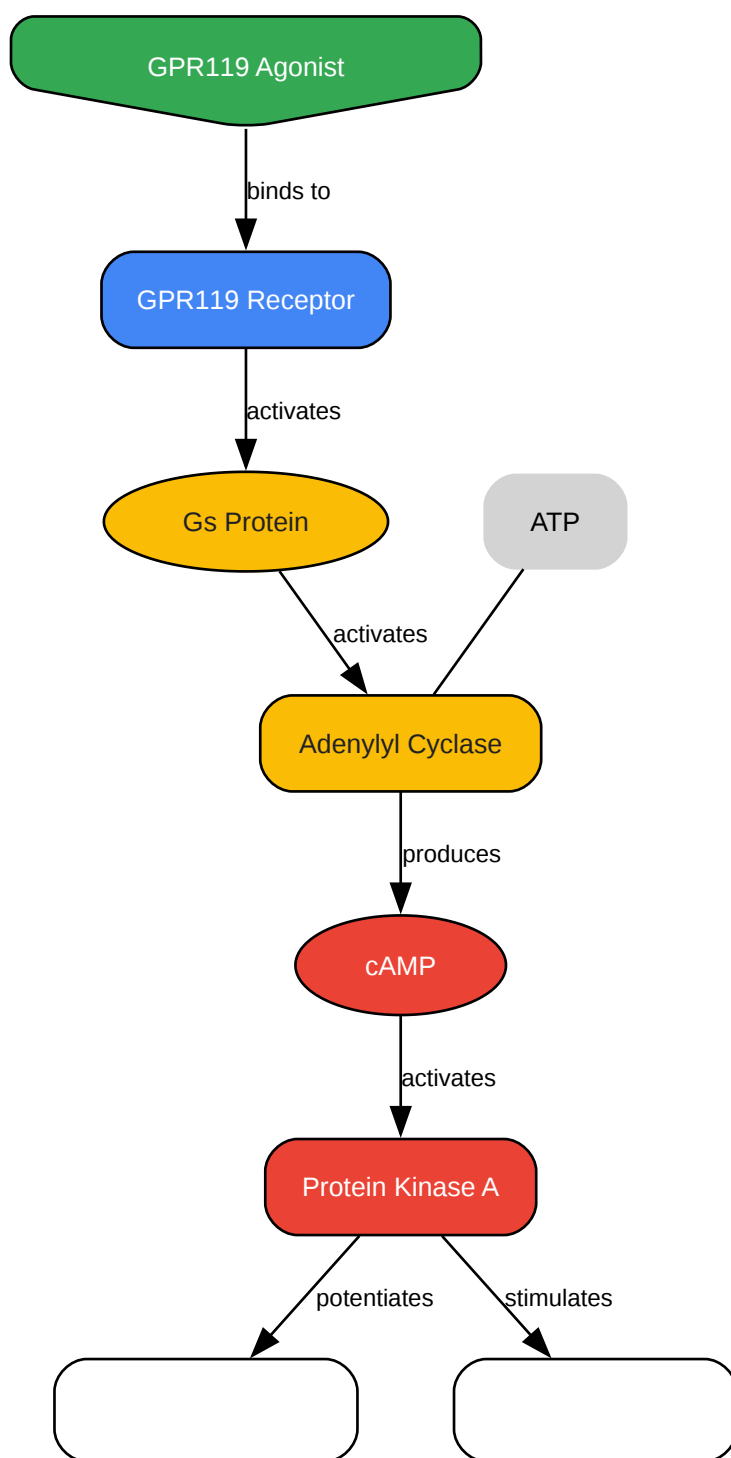 GPR119 Agonist
binds to
GPR119 Receptor
activates
Gs Protein
ATP
activates
Adenylyl Cyclase
produces
cAMP
activates
Protein Kinase A
potentiates
stimulates